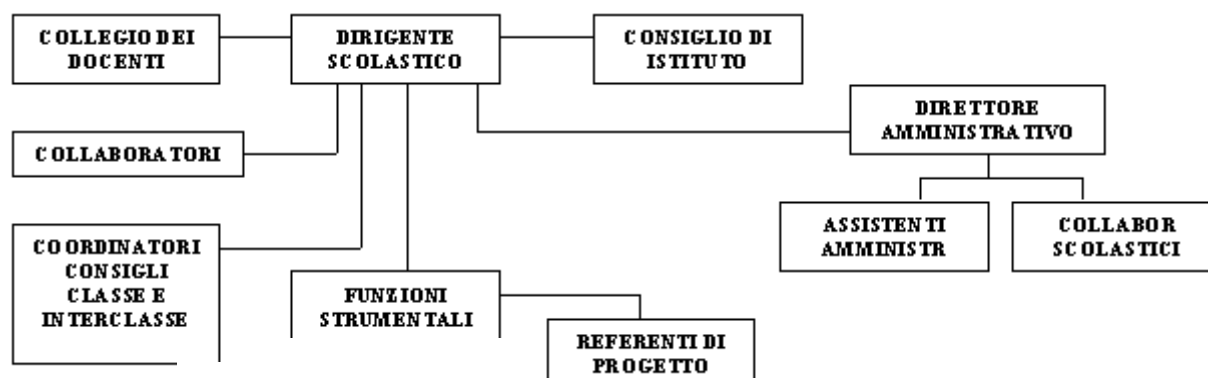 COLLEGIO DEI
DOCENTI
DIRIGENTE
SCOLASTICO
CONSIGLIO DI
ISTITUTO
DIRETTORE
AMMINISTRATIVO
COLLABORATORI
ASSISTENTI
AMMINISTR
COLLABOR
SCOLASTICI
COORDINATORI
CONSIGLI
CLASSE E
INTERCLASSE
FUNZIONI
STRUMENTALI
REFERENTI DI
PROGETTO